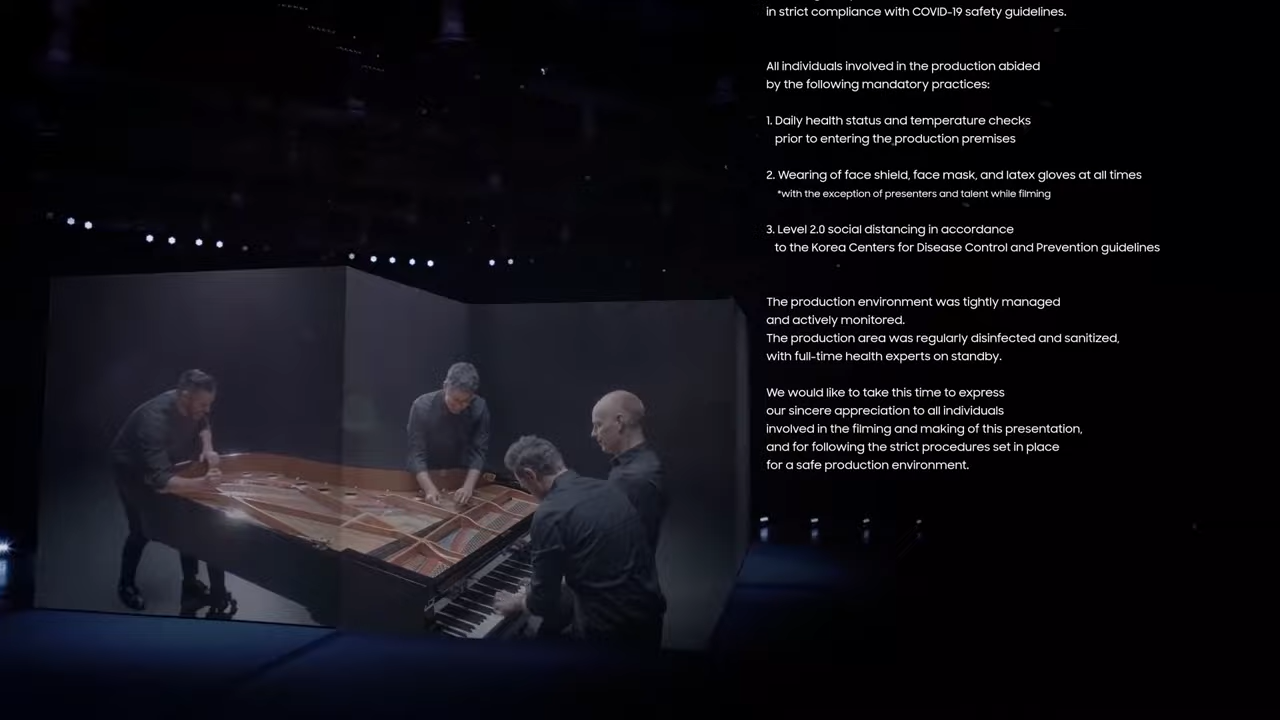 in strict compliance with COVID-19 safety guidelines.
All individuals involved in the production abided
by the following mandatory practices:
1. Daily health status and temperature checks
prior to entering the production premises
2. Wearing of face shield, face mask, and latex gloves at all times
*with the exception of presenters and talent while filming
3. Level 2.0 social distancing in accordance
to the Korea Centers for Disease Control and Prevention guidelines
The production environment was tightly managed
and actively monitored.
The production area was regularly disinfected and sanitized,
with full-time health experts on standby.
We would like to take this time to express
our sincere appreciation to all individuals
involved in the filming and making of this presentation,
and for following the strict procedures set in place
for a safe production environment.